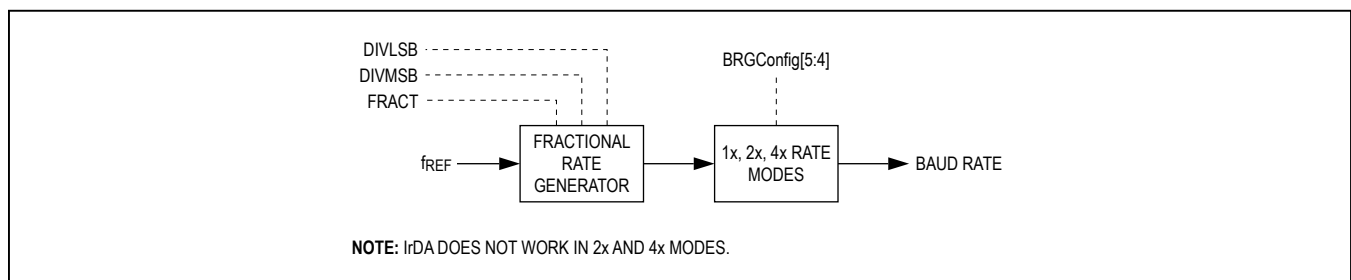 DIVLSB
DIVMSB
FRACT
BRGConfig[5:4]
fREF
FRACTIONAL
RATE
GENERATOR
1x, 2x, 4x RATE
MODES
BAUD RATE
NOTE: IrDA DOES NOT WORK IN 2x AND 4x MODES.